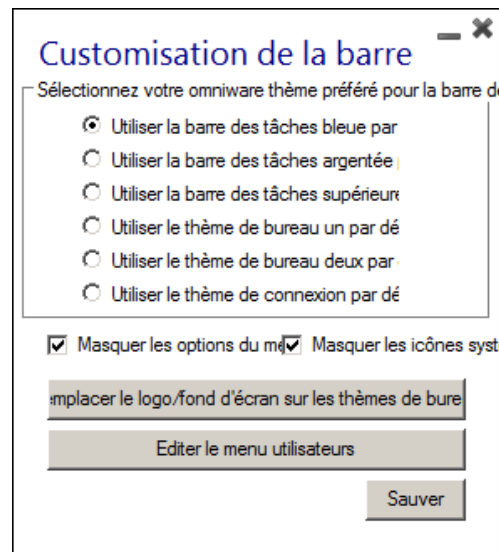 Customisation de la barre
Sélectionnez votre omniware thème préféré pour la barre de
Utiliser la barre des tâches bleue par
Utiliser la barre des tâches argentée
Utiliser la barre des tâches supérieure
Utiliser le thème de bureau un par dé
Utiliser le thème de bureau deux par
Utiliser le thème de connexion par dé
Masquer les options du me Masquer les icônes syst
emplacer le logo/fond d'écran sur les thèmes de bure
Editer le menu utilisateurs
Sauver